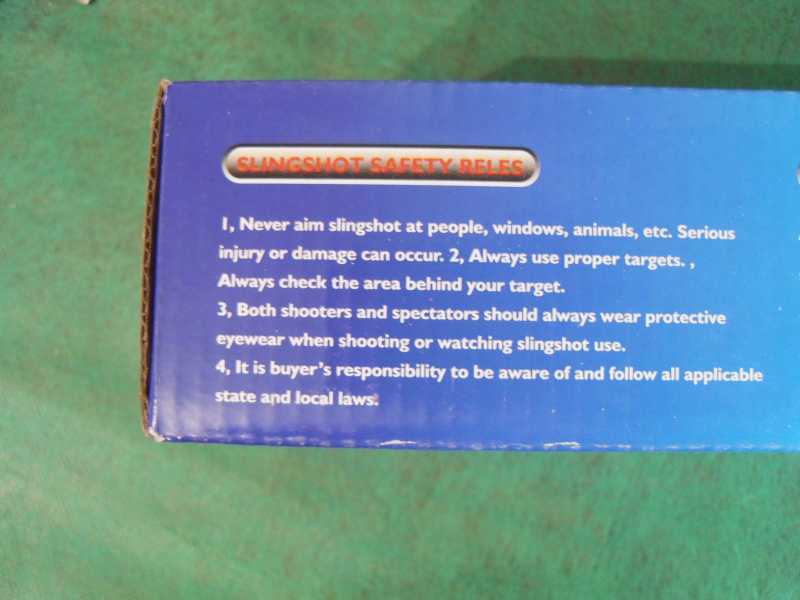 SLINGSHOT SAFETY RELES
1, Never aim slingshot at people, windows, animals, etc. Serious
injury or damage can occur. 2, Always use proper targets. ,
Always check the area behind your target.
3, Both shooters and spectators should always wear protective
eyewear when shooting or watching slingshot use.
4, It is buyer's responsibility to be aware of and follow all applicable
state and local laws.